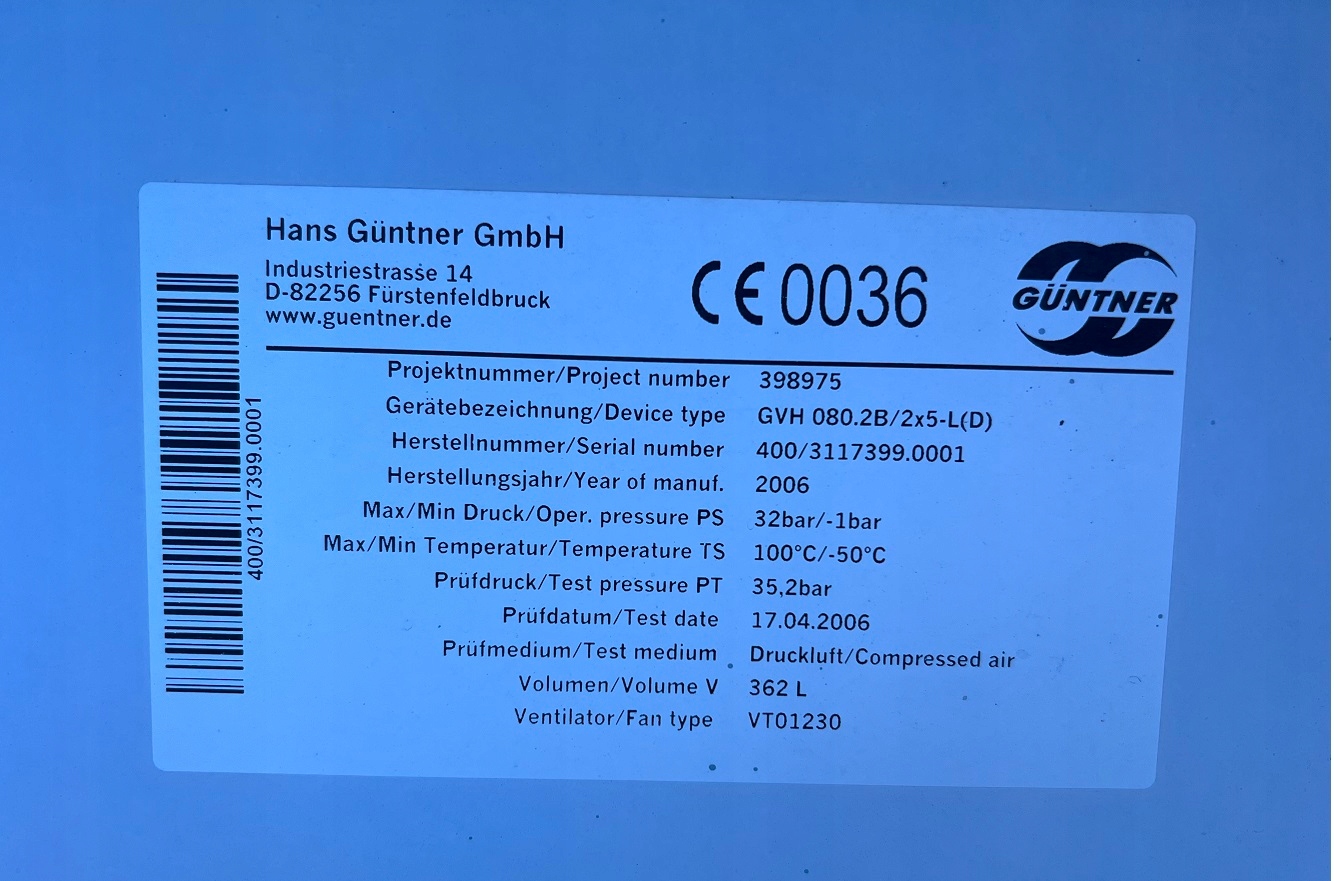 Hans Güntner GmbH
Industriestrasse 14
D-82256 Fürstenfeldbruck
www.guentner.de
CE 0036
GÜNTNER
400/3117399.0001
Projektnummer/Project number 398975
Gerätebezeichnung/Device type GVH 080.2B/2x5-L(D)
Herstellnummer/Serial number 400/3117399.0001
Herstellungsjahr/Year of manuf. 2006
Max/Min Druck/Oper. pressure PS 32bar/-1bar
Max/Min Temperatur/Temperature TS 100°C/-50°C
Prüfdruck/Test pressure PT 35,2bar
Prüfdatum/Test date 17.04.2006
Prüfmedium/Test medium Druckluft/Compressed air
Volumen/Volume V 362 L
Ventilator/Fan type VT01230